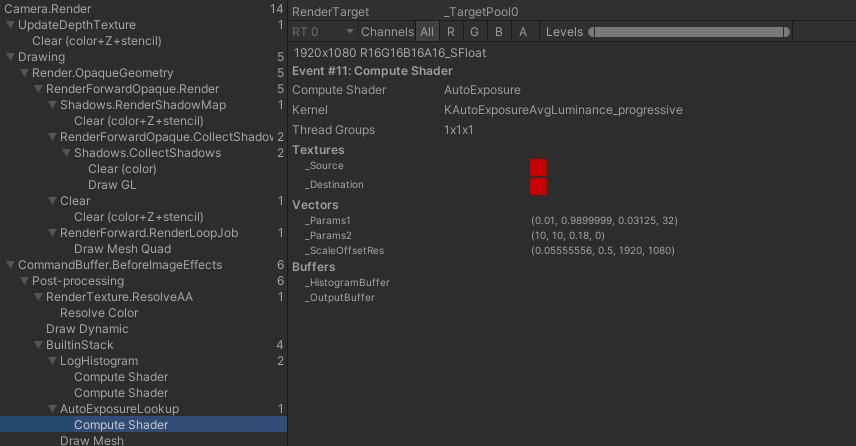 Camera.Render 14
UpdateDepthTexture 1
Clear (color+Z+stencil)
Drawing 5
Render.OpaqueGeometry 5
RenderForwardOpaque.Render 5
Shadows.RenderShadowMap 1
Clear (color+Z+stencil)
RenderForwardOpaque.CollectShadow 2
Shadows.CollectShadows 2
Clear (color)
Draw GL
Clear 1
Clear (color+Z+stencil)
RenderForward.RenderLoopJob 1
Draw Mesh Quad
CommandBuffer.BeforeImageEffects 6
Post-processing 6
RenderTexture.ResolveAA 1
Resolve Color
Draw Dynamic
BuiltinStack 4
LogHistogram 2
Compute Shader
Compute Shader
AutoExposureLookup 1
Compute Shader
Draw Mesh
RenderTarget _TargetPool0
RT 0 Channels All R G B A Levels
1920x1080 R16G16B16A16_SFloat
Event #11: Compute Shader
Compute Shader AutoExposure
Kernel KAutoExposureAvgLuminance_progressive
Thread Groups 1x1x1
Textures
_Source
_Destination
Vectors
_Params1 (0.01, 0.9899999, 0.03125, 32)
_Params2 (10, 10, 0.18, 0)
_ScaleOffsetRes (0.05555556, 0.5, 1920, 1080)
Buffers
_HistogramBuffer
_OutputBuffer